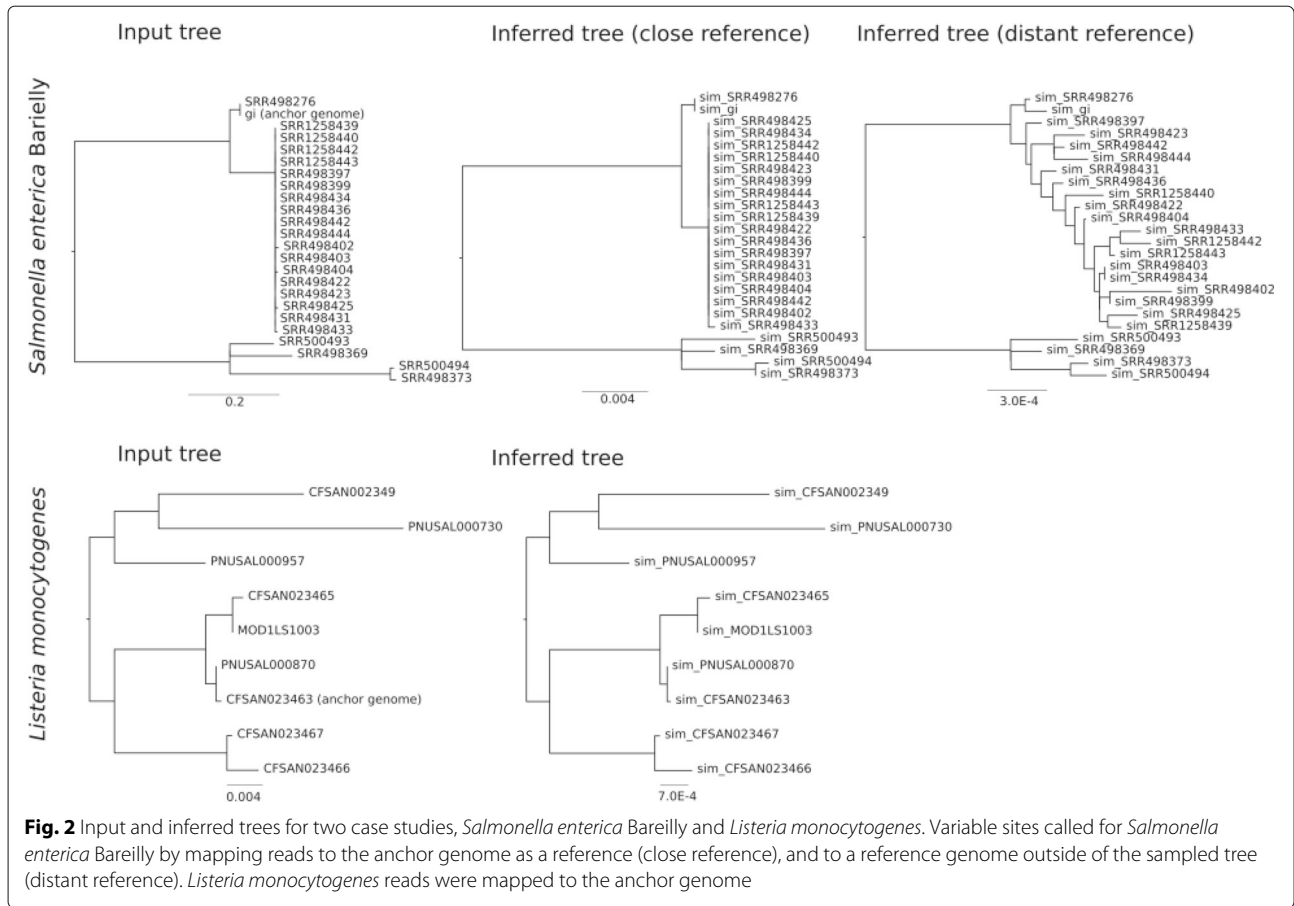 Input tree
Inferred tree (close reference)
Inferred tree (distant reference)
Salmonella enterica Barielly
SRR498276
gi (anchor genome)
SRR1258439
SRR1258440
SRR1258442
SRR1258443
SRR498397
SRR498399
SRR498434
SRR498436
SRR498442
SRR498444
SRR498402
SRR498403
SRR498404
SRR498422
SRR498423
SRR498425
SRR498431
SRR498433
SRR500493
SRR498369
SRR500494
SRR498373
0.2
sim_SRR498276
sim_gi
sim_SRR498425
sim_SRR498434
sim_SRR1258442
sim_SRR1258440
sim_SRR498423
sim_SRR498399
sim_SRR498444
sim_SRR1258443
sim_SRR1258439
sim_SRR498422
sim_SRR498436
sim_SRR498397
sim_SRR498431
sim_SRR498403
sim_SRR498404
sim_SRR498442
sim_SRR498402
sim_SRR498433
sim_SRR500493
sim_SRR498369
sim_SRR500494
sim_SRR498373
0.004
sim_SRR498276
sim_gi
sim_SRR498397
sim_SRR498423
sim_SRR498442
sim_SRR498444
sim_SRR498431
sim_SRR498436
sim_SRR1258440
sim_SRR498422
sim_SRR498404
sim_SRR498433
sim_SRR1258442
sim_SRR1258443
sim_SRR498403
sim_SRR498434
sim_SRR498402
sim_SRR498399
sim_SRR498425
sim_SRR1258439
sim_SRR500493
sim_SRR498369
sim_SRR498373
sim_SRR500494
3.0E-4
Input tree
Inferred tree
Listeria monocytogenes
CFSAN002349
PNUSAL000730
PNUSAL000957
CFSAN023465
MOD1LS1003
PNUSAL000870
CFSAN023463 (anchor genome)
CFSAN023467
CFSAN023466
0.004
sim_CFSAN002349
sim_PNUSAL000730
sim_PNUSAL000957
sim_CFSAN023465
sim_MOD1LS1003
sim_PNUSAL000870
sim_CFSAN023463
sim_CFSAN023467
sim_CFSAN023466
7.0E-4
Fig. 2 Input and inferred trees for two case studies, Salmonella enterica Bareilly and Listeria monocytogenes. Variable sites called for Salmonella
enterica Bareilly by mapping reads to the anchor genome as a reference (close reference), and to a reference genome outside of the sampled tree
(distant reference). Listeria monocytogenes reads were mapped to the anchor genome